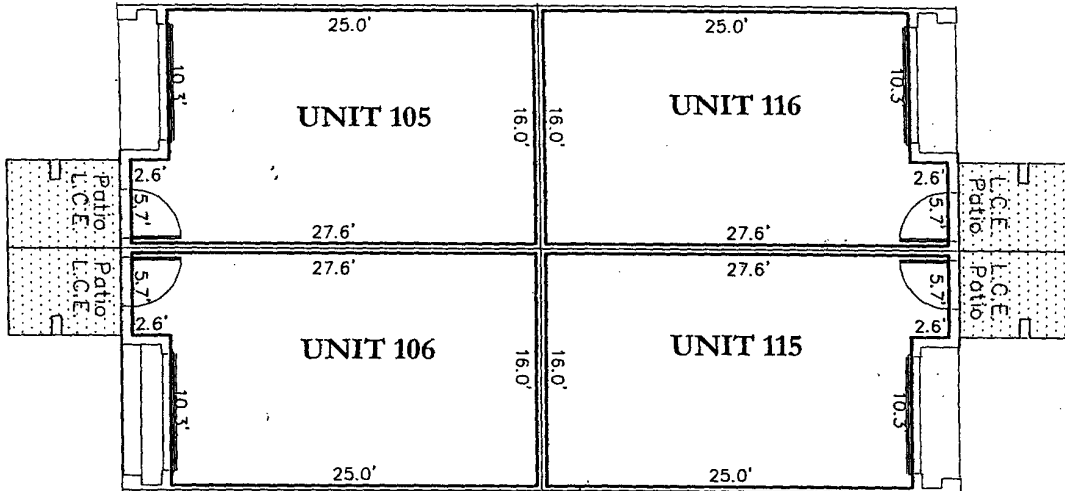 25.0'
25.0'
10.3'
UNIT 105
16.0'
16.0'
UNIT 116
10.3'
Patio
L.C.E.
2.6'
5.7'
27.6'
27.6'
2.6'
5.7'
L.C.E.
Patio
Patio
L.C.E.
5.7'
2.6'
27.6'
27.6'
5.7'
2.6'
L.C.E.
Patio
10.3'
UNIT 106
16.0'
16.0'
UNIT 115
10.3'
25.0'
25.0'